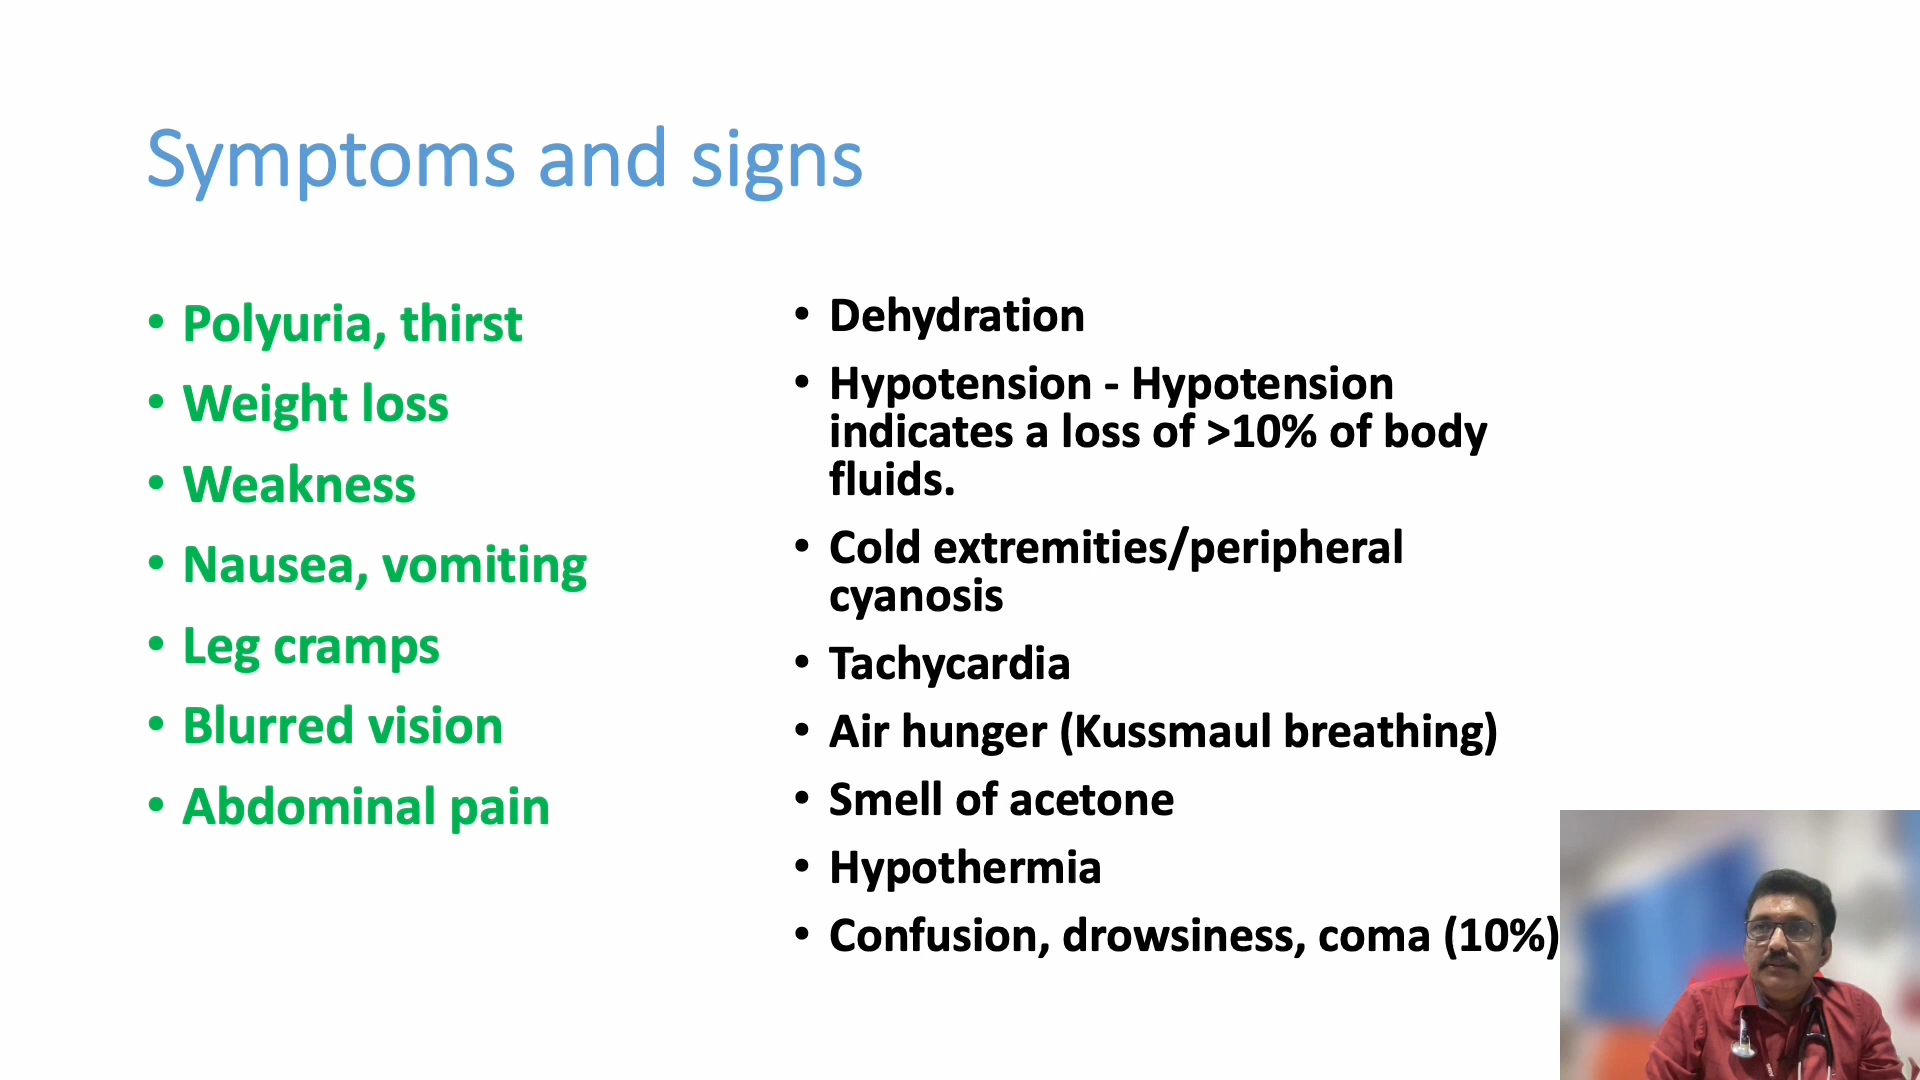 Symptoms and signs
• Polyuria, thirst
• Weight loss
• Weakness
• Nausea, vomiting
• Leg cramps
• Blurred vision
• Abdominal pain
• Dehydration
• Hypotension - Hypotension
indicates a loss of >10% of body
fluids.
• Cold extremities/peripheral
cyanosis
• Tachycardia
• Air hunger (Kussmaul breathing)
• Smell of acetone
• Hypothermia
• Confusion, drowsiness, coma (10%)